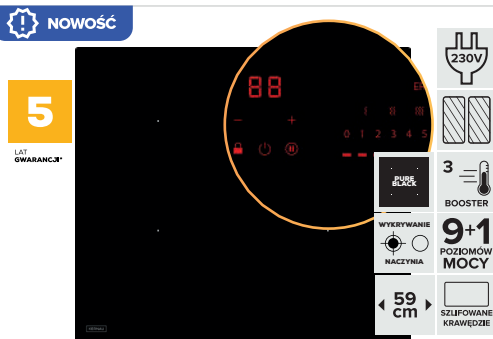 NOWOŚĆ
5
LAT
GWARANCJI*
88
0 1 2 3 4 5
230V
PURE
BLACK
3
BOOSTER
WYKRYWANIE
NACZYNIA
9+1
POZIOMÓW
MOCY
59
cm
SZLIFOWANE
KRAWĘDZIE